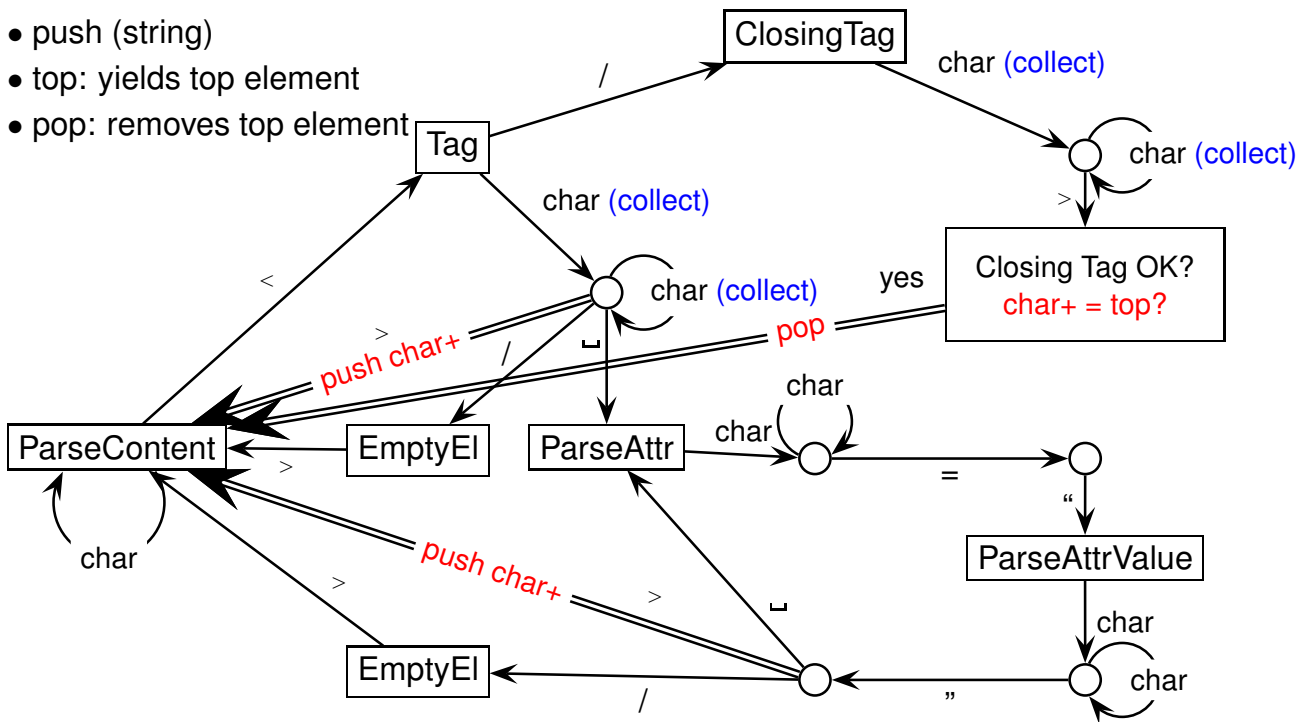 • push (string)
• top: yields top element
• pop: removes top element
ClosingTag
char (collect)
/
Tag
char (collect)
char (collect)
>
<
char (collect)
Closing Tag OK?
char+ = top?
yes
pop
>
push char+
/
␣
char
ParseContent
>
EmptyEl
ParseAttr
char
=
“
char
push char+
>
>
␣
ParseAttrValue
char
EmptyEl
/
”
char